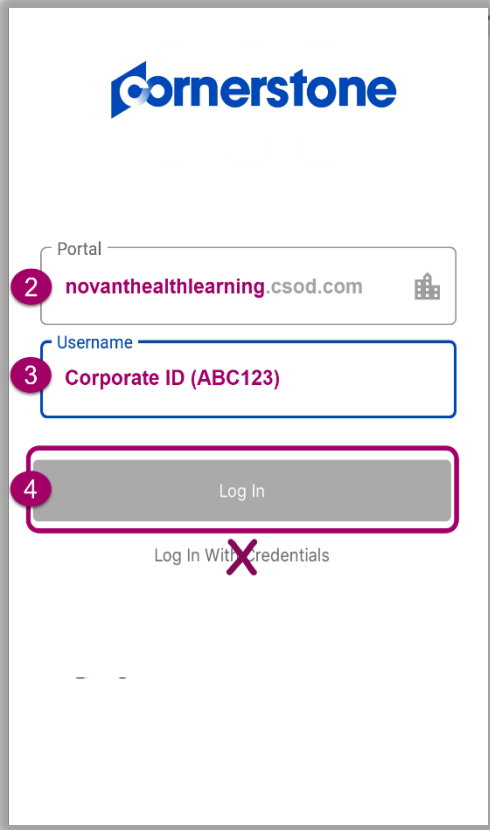 cornerstone
Portal
2 novanthealthlearning.csod.com
Username
3 Corporate ID (ABC123)
4 Log In
Log In With Credentials